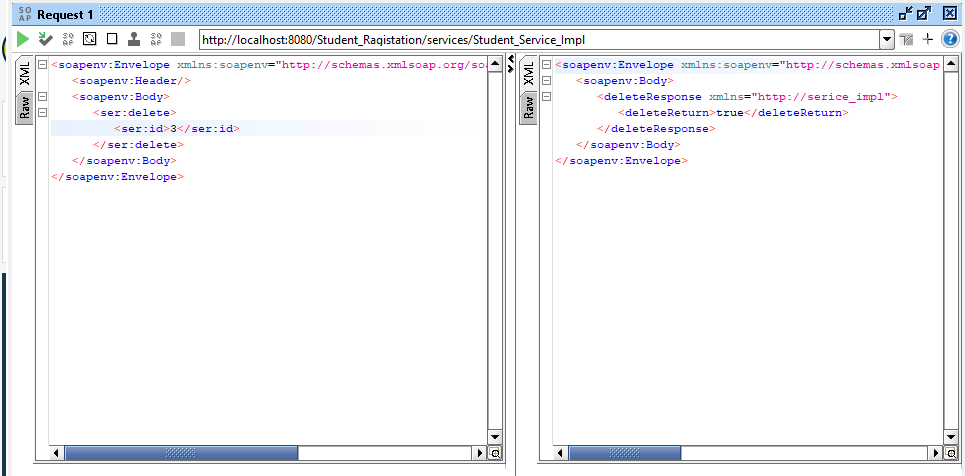 SO
AP
Request 1
SO
AP
SO
AP
http://localhost:8080/Student_Raqistation/services/Student_Service_Impl
?
XML
Raw
<soapenv:Envelope xmlns:soapenv="http://schemas.xmlsoap.org/soa
<soapenv:Header/>
<soapenv:Body>
<ser:delete>
<ser:id>3</ser:id>
</ser:delete>
</soapenv:Body>
</soapenv:Envelope>
XML
Raw
<soapenv:Envelope xmlns:soapenv="http://schemas.xmlsoap
<soapenv:Body>
<deleteResponse xmlns="http://serice_impl">
<deleteReturn>true</deleteReturn>
</deleteResponse>
</soapenv:Body>
</soapenv:Envelope>